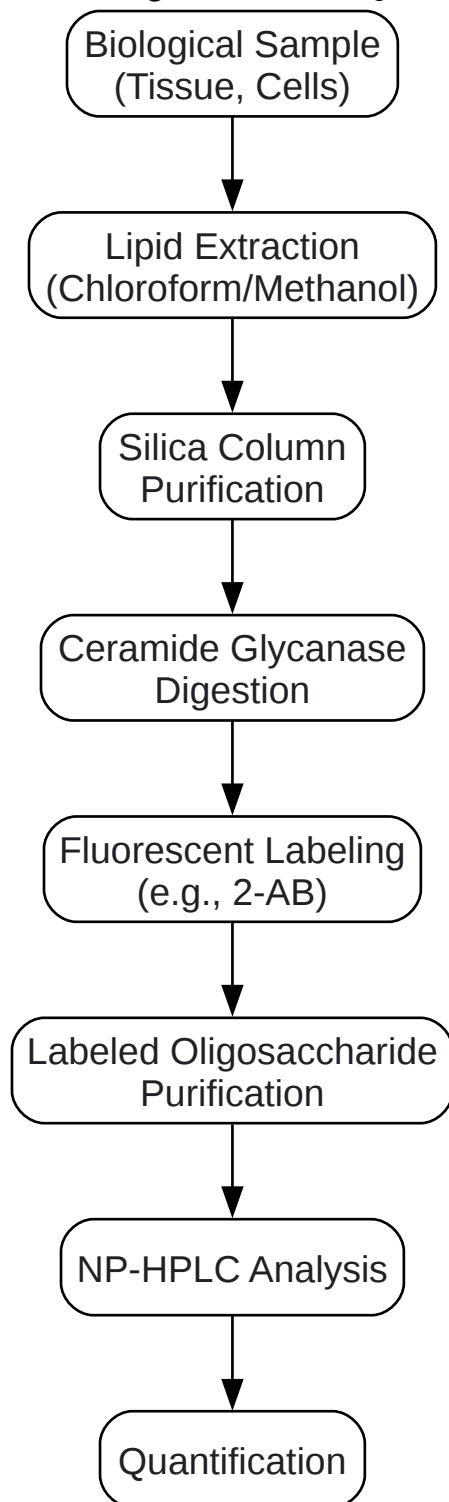 Biological Sample
(Tissue, Cells)
Lipid Extraction
(Chloroform/Methanol)
Silica Column
Purification
Ceramide Glycanase
Digestion
Fluorescent Labeling
(e.g., 2-AB)
Labeled Oligosaccharide
Purification
NP-HPLC Analysis
Quantification